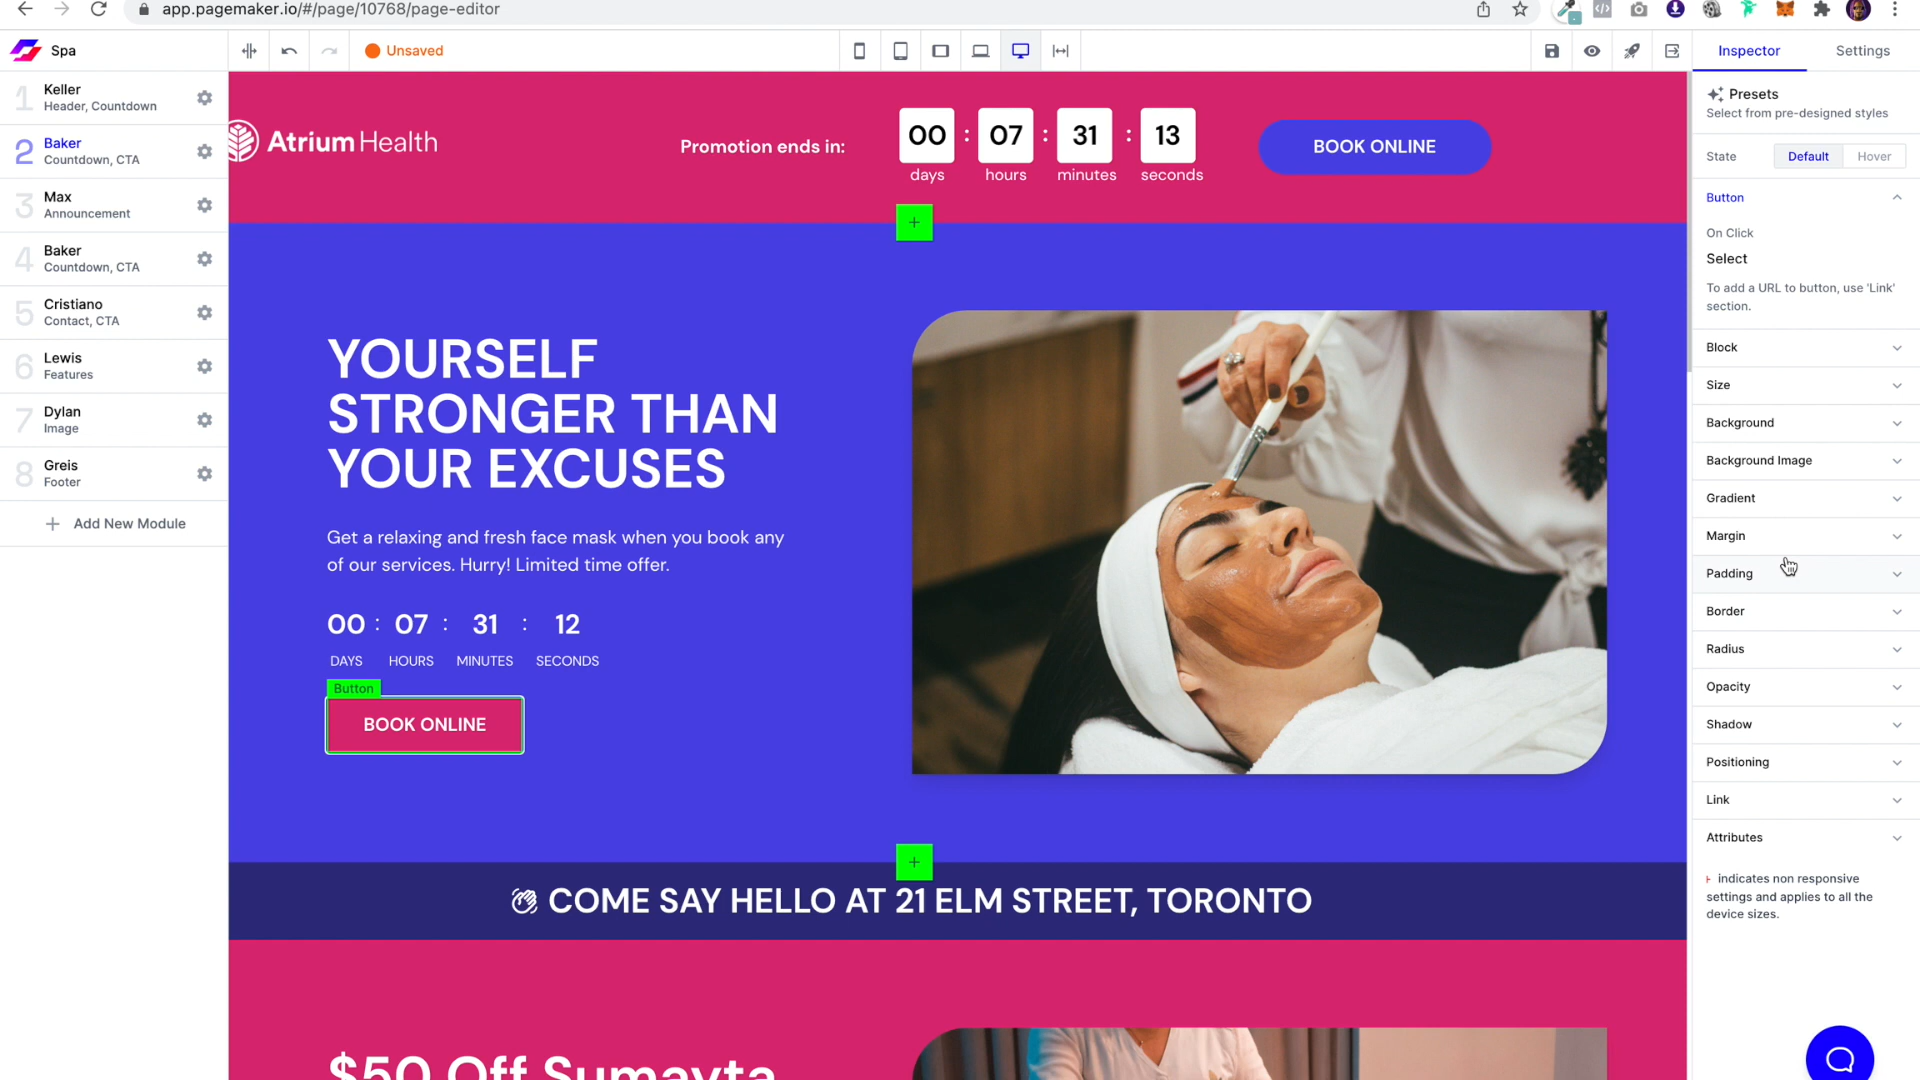 app.pagemaker.io/#/page/10768/page-editor
Spa
Unsaved
Inspector
Settings
1
Keller
Header, Countdown
2
Baker
Countdown, CTA
3
Max
Announcement
4
Baker
Countdown, CTA
5
Cristiano
Contact, CTA
6
Lewis
Features
7
Dylan
Image
8
Greis
Footer
+ Add New Module
Atrium Health
Promotion ends in:
00 : 07 : 31 : 13
days hours minutes seconds
BOOK ONLINE
+
YOURSELF
STRONGER THAN
YOUR EXCUSES
Get a relaxing and fresh face mask when you book any
of our services. Hurry! Limited time offer.
00 : 07 : 31 : 12
DAYS HOURS MINUTES SECONDS
Button
BOOK ONLINE
+
COME SAY HELLO AT 21 ELM STREET, TORONTO
$50 Off Sumayta
Presets
Select from pre-designed styles
State
Default
Hover
Button
On Click
Select
To add a URL to button, use 'Link'
section.
Block
Size
Background
Background Image
Gradient
Margin
Padding
Border
Radius
Opacity
Shadow
Positioning
Link
Attributes
indicates non responsive
settings and applies to all the
device sizes.